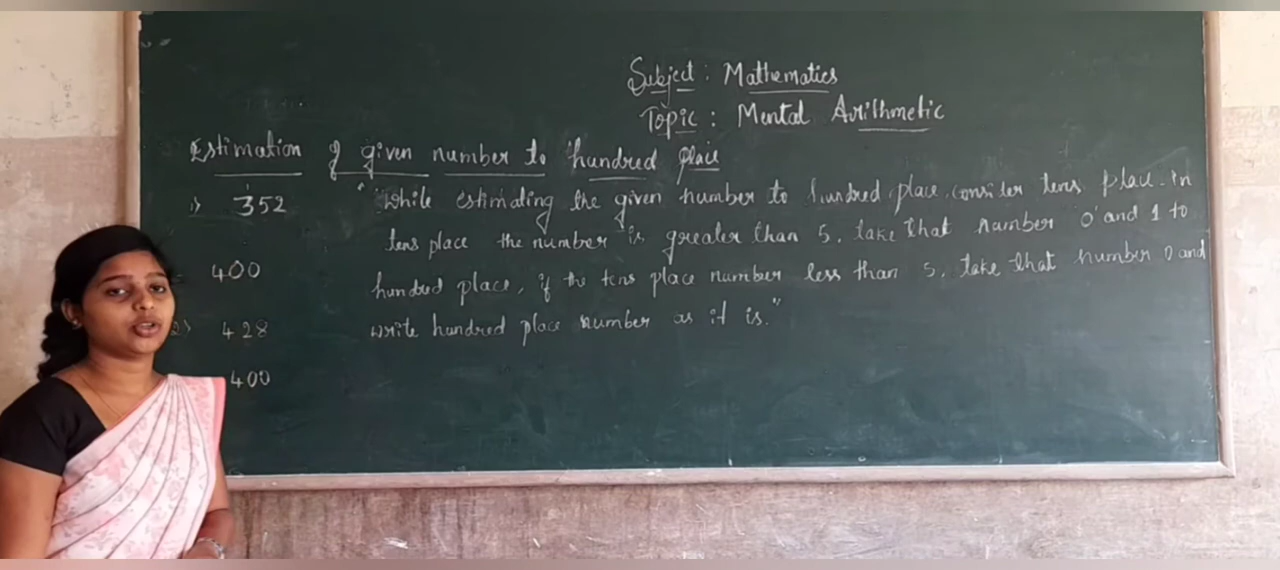 Subject : Mathematics
Topic : Mental Arithmetic
Estimation of given number to hundred place
1) 352
"While estimating the given number to hundred place, consider tens place. In
tens place the number is greater than 5, take that number '0' and 1 to
400
hundred place, if the tens place number less than 5, take that number 0 and
2) 428
write hundred place number as it is."
400